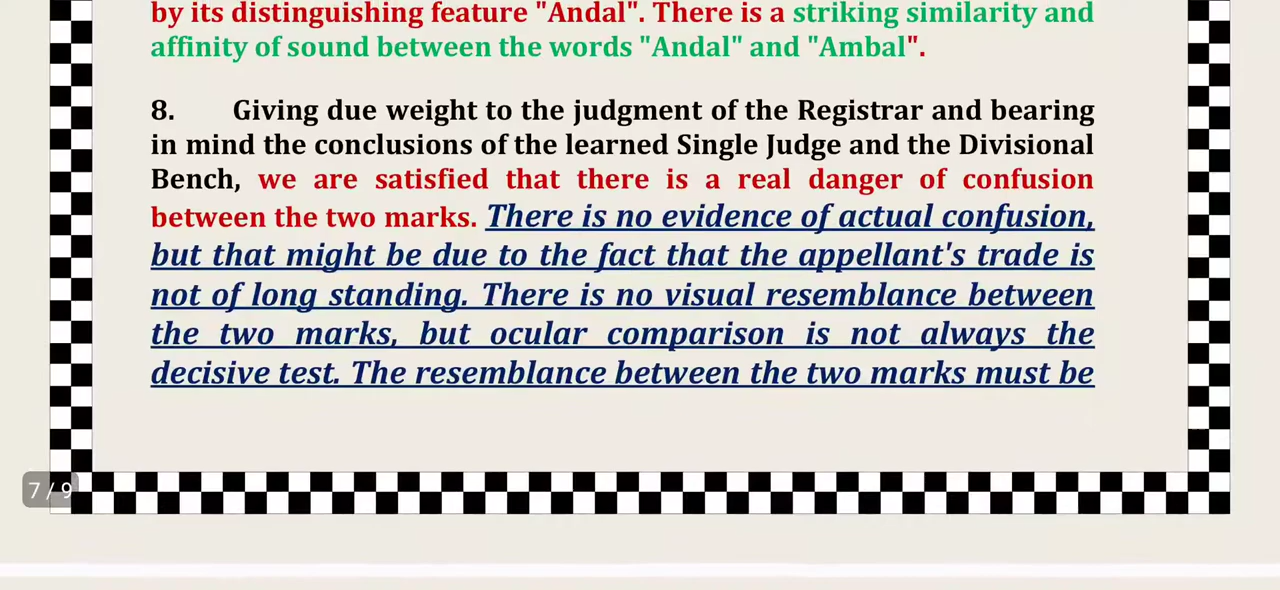 by its distinguishing feature "Andal". There is a striking similarity and
affinity of sound between the words "Andal" and "Ambal".
8. Giving due weight to the judgment of the Registrar and bearing
in mind the conclusions of the learned Single Judge and the Divisional
Bench, we are satisfied that there is a real danger of confusion
between the two marks. There is no evidence of actual confusion,
but that might be due to the fact that the appellant's trade is
not of long standing. There is no visual resemblance between
the two marks, but ocular comparison is not always the
decisive test. The resemblance between the two marks must be
7 / 9